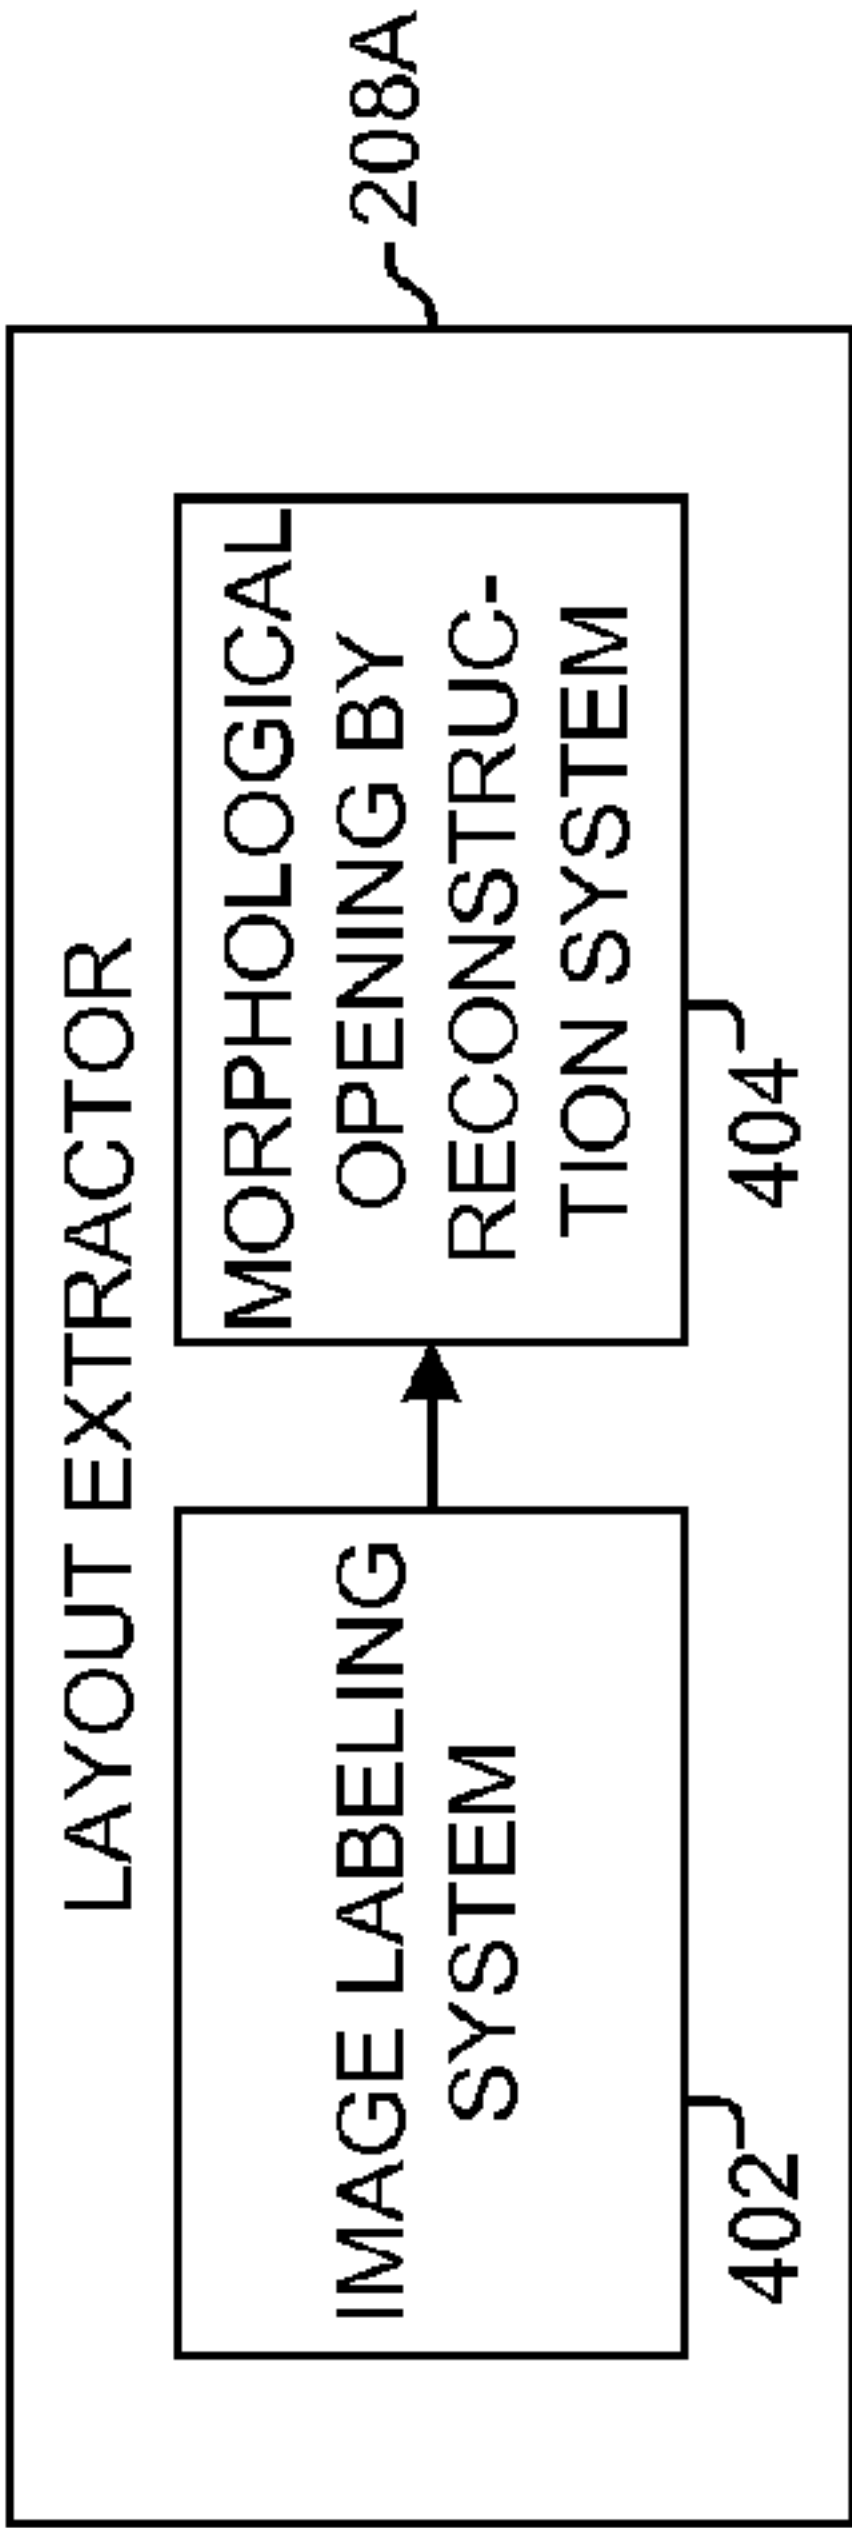 LAYOUT EXTRACTOR
208A
IMAGE LABELING
SYSTEM
402
MORPHOLOGICAL
OPENING BY
RECONSTRUC-
TION SYSTEM
404